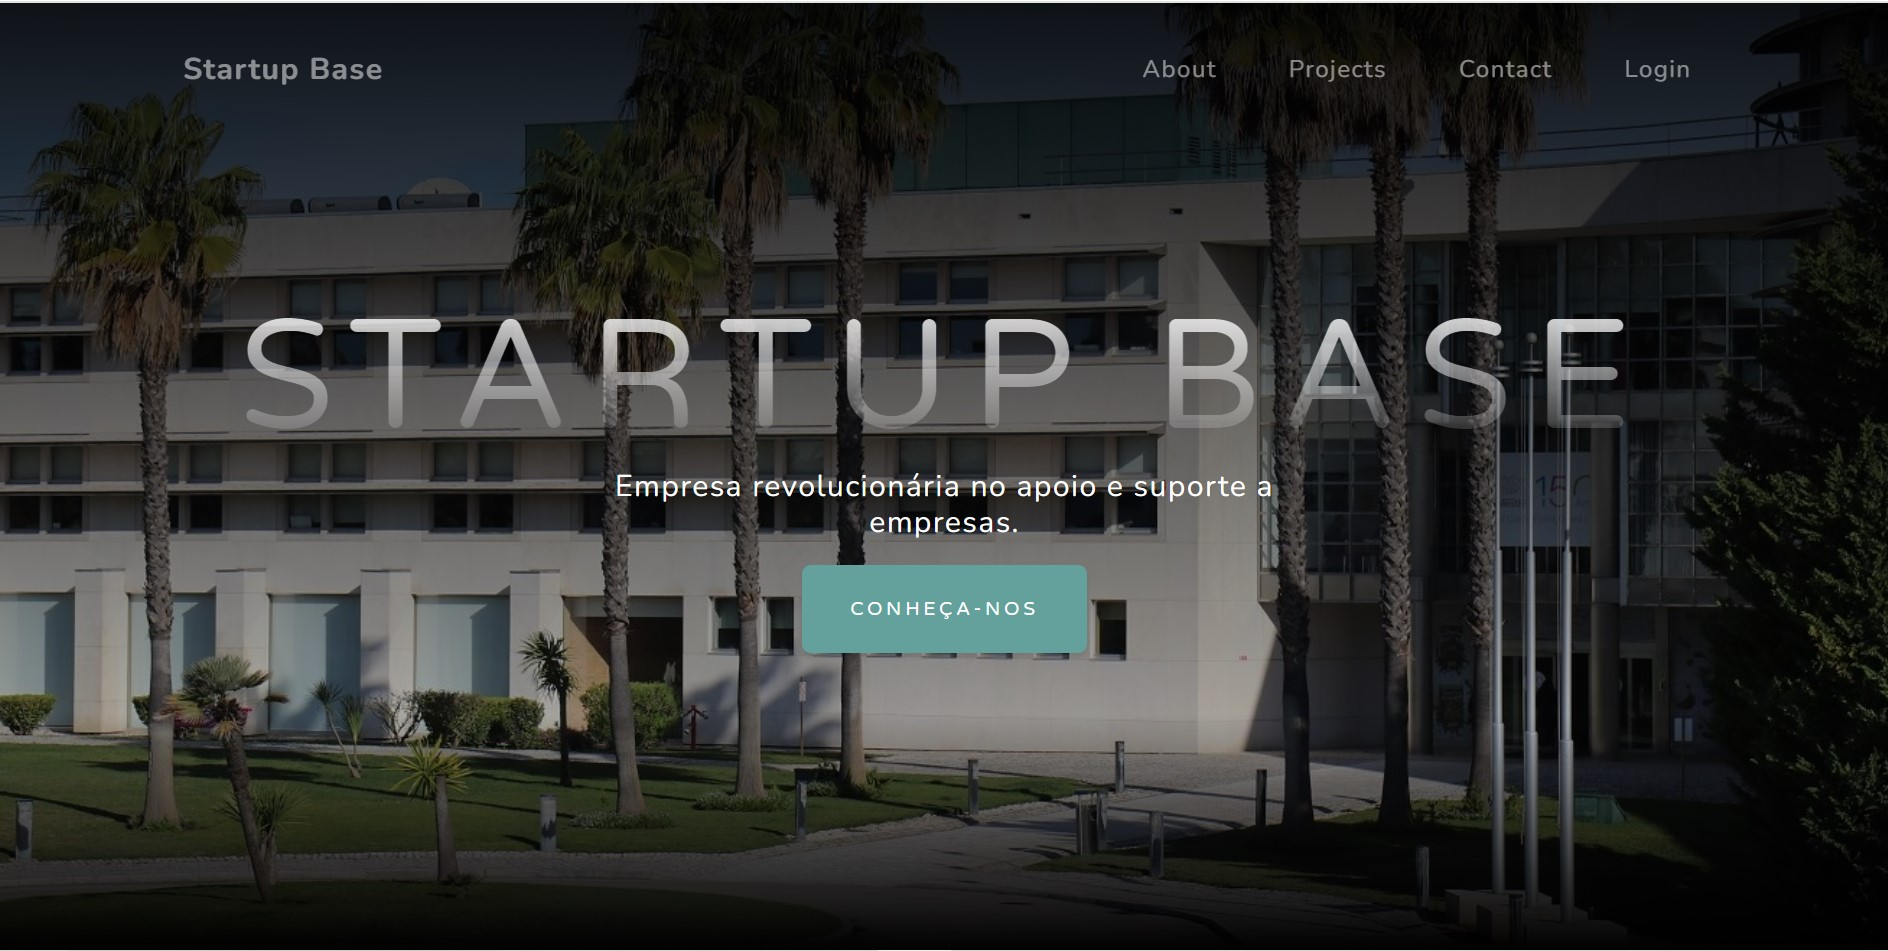 Startup Base
About Projects Contact Login
STARTUP BASE
Empresa revolucionária no apoio e suporte a
empresas.
CONHEÇA-NOS